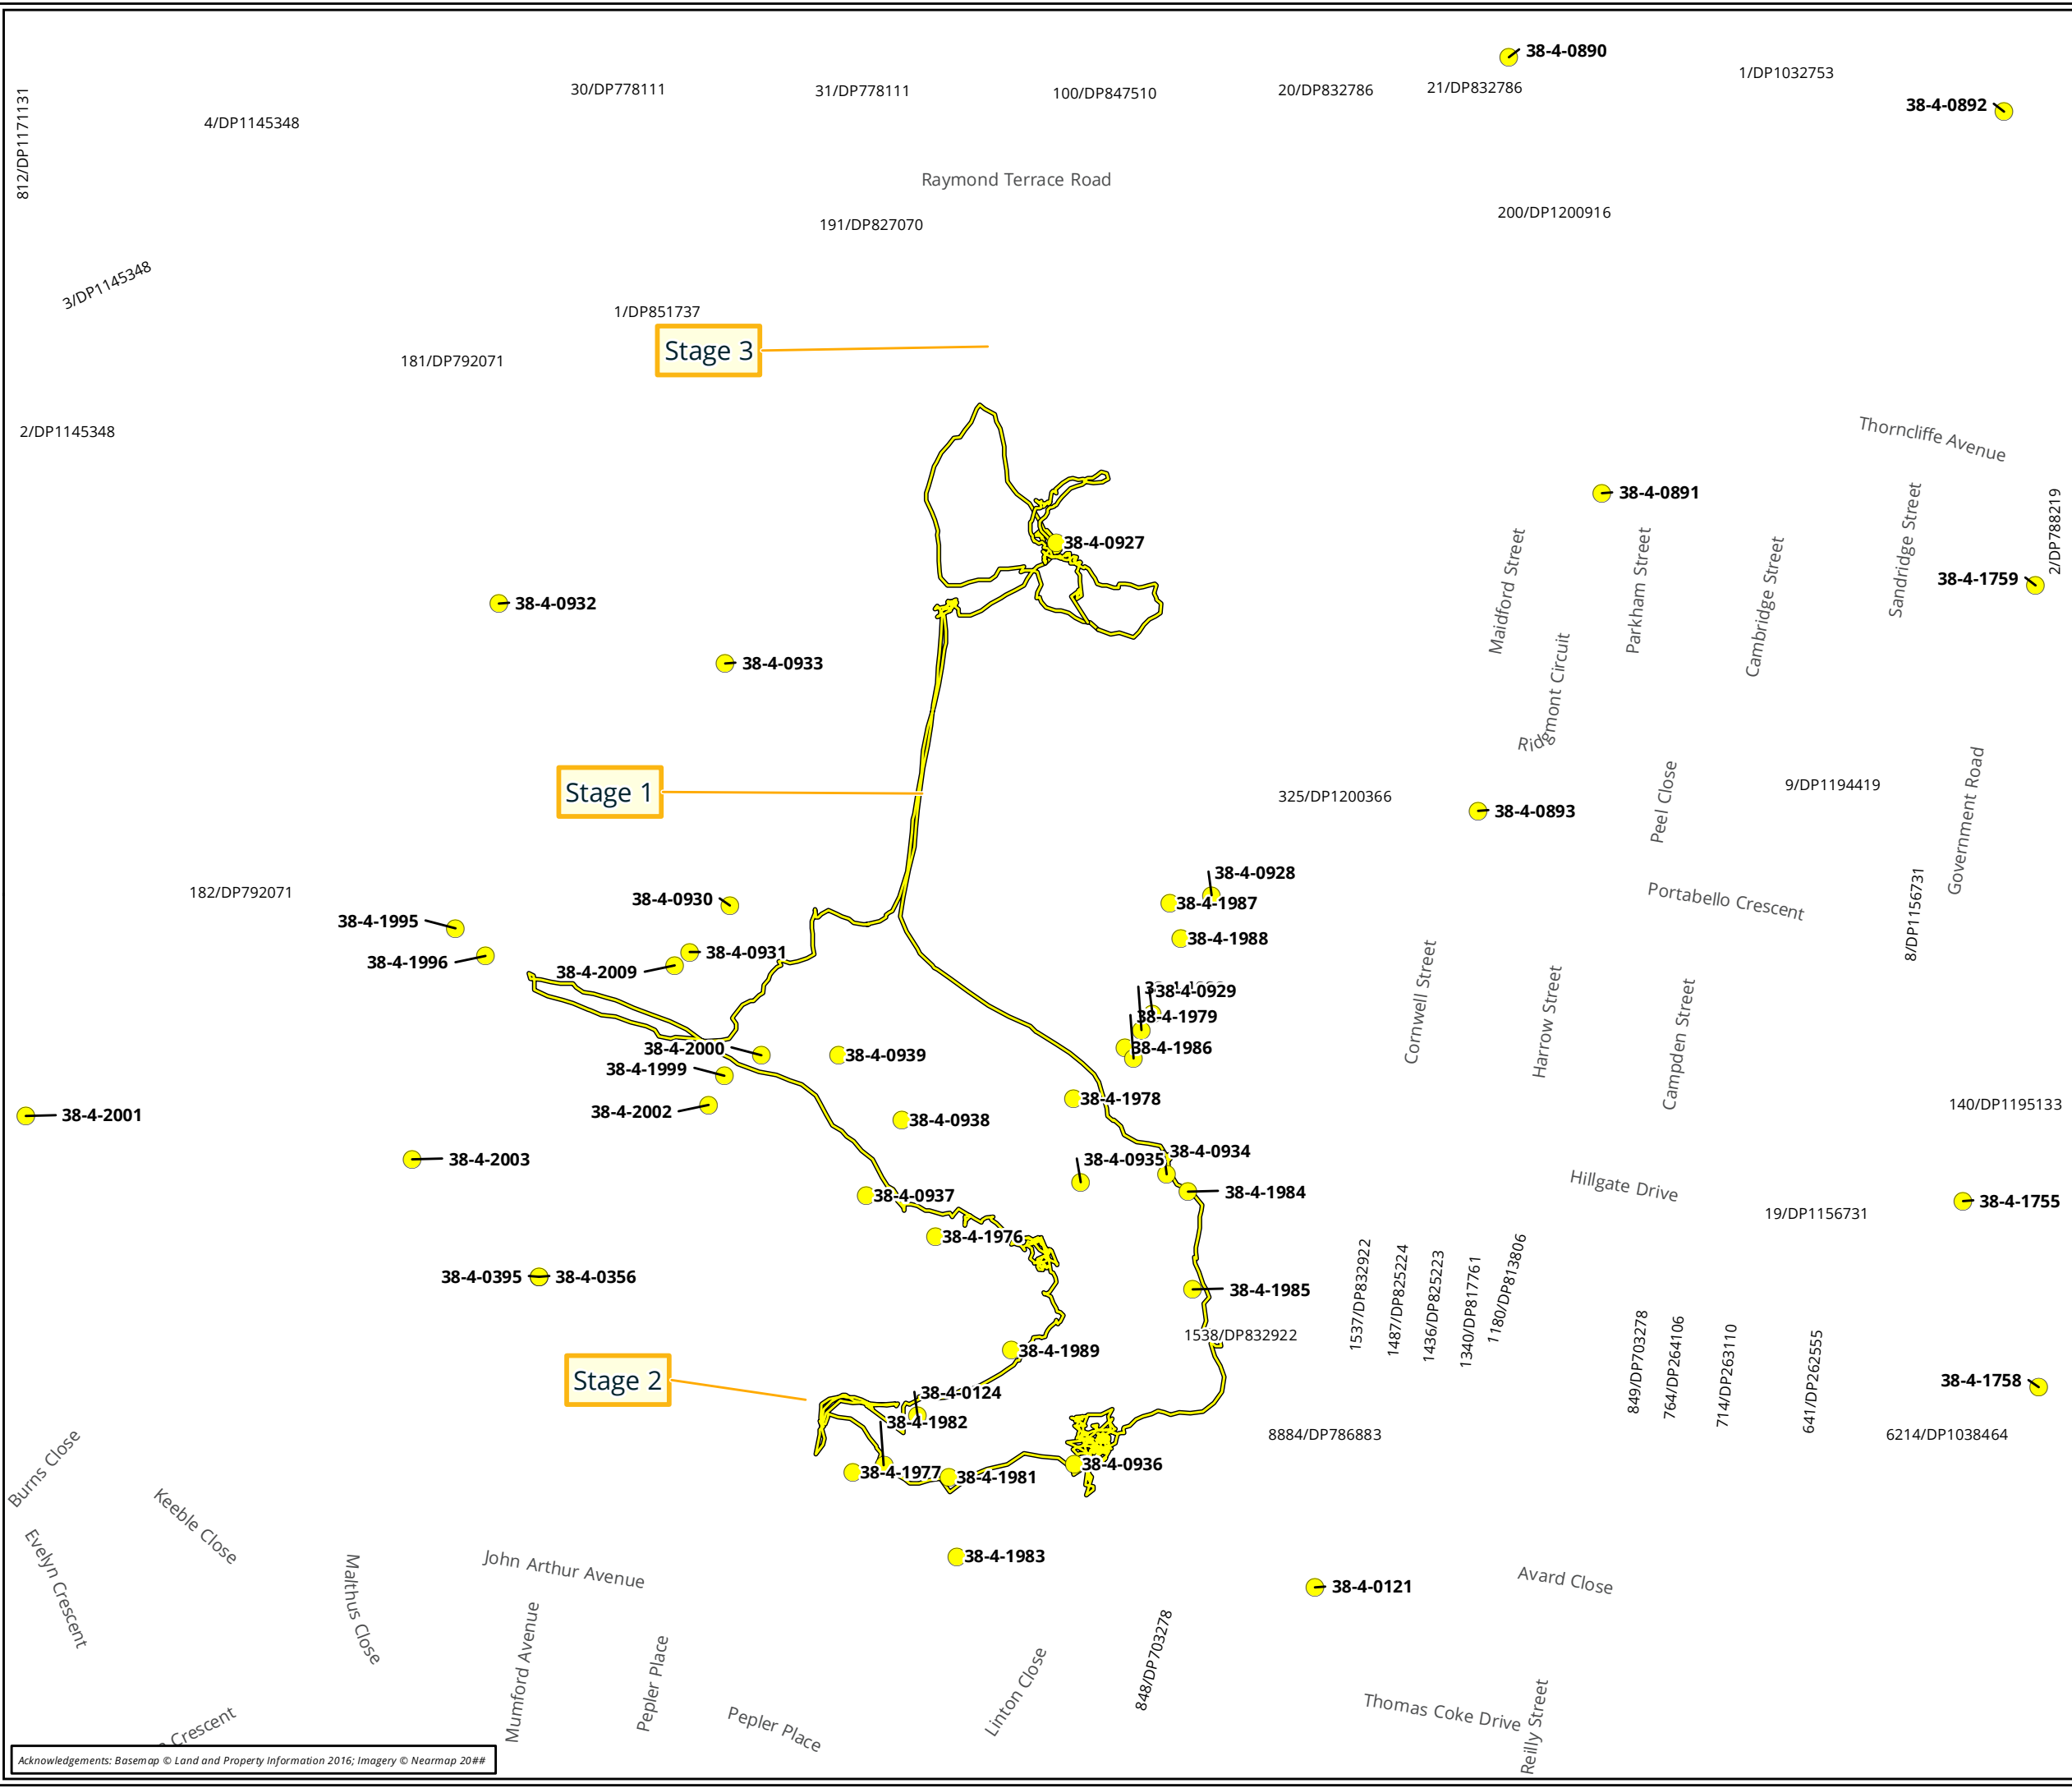 38-4-0890
1/DP1032753
30/DP778111
31/DP778111
100/DP847510
20/DP832786
21/DP832786
38-4-0892
812/DP1171131
4/DP1145348
Raymond Terrace Road
200/DP1200916
191/DP827070
3/DP1145348
1/DP851737
Stage 3
181/DP792071
2/DP1145348
Thorncliffe Avenue
38-4-0891
Sandridge Street
2/DP788219
38-4-0927
Maidford Street
Parkham Street
Cambridge Street
38-4-1759
38-4-0932
38-4-0933
Ridgmont Circuit
Stage 1
325/DP1200366
38-4-0893
Peel Close
9/DP1194419
Government Road
38-4-0928
182/DP792071
38-4-0930
38-4-1987
Portabello Crescent
8/DP1156731
38-4-1995
38-4-1988
38-4-1996
38-4-0931
38-4-2009
38-4-0929
38-4-1979
Cornwell Street
Harrow Street
Campden Street
38-4-2000
38-4-0939
38-4-1986
38-4-1999
38-4-1978
38-4-2002
38-4-0938
140/DP1195133
38-4-2001
38-4-2003
38-4-0935
38-4-0934
38-4-1984
Hillgate Drive
38-4-0937
38-4-1755
19/DP1156731
38-4-1976
38-4-0395
38-4-0356
38-4-1985
1537/DP832922
1487/DP825224
1436/DP825223
1340/DP817761
1180/DP813806
1538/DP832922
38-4-1989
849/DP703278
764/DP264106
714/DP263110
641/DP262555
Stage 2
38-4-0124
38-4-1758
38-4-1982
8884/DP786883
6214/DP1038464
38-4-1977
38-4-1981
38-4-0936
Burns Close
Keeble Close
Evelyn Crescent
Malthus Close
John Arthur Avenue
38-4-1983
38-4-0121
Avard Close
Mumford Avenue
Pepler Place
Pepler Place
Linton Close
848/DP703278
Thomas Coke Drive
Reilly Street
Crescent
Acknowledgements: Basemap © Land and Property Information 2016; Imagery © Nearmap 20##